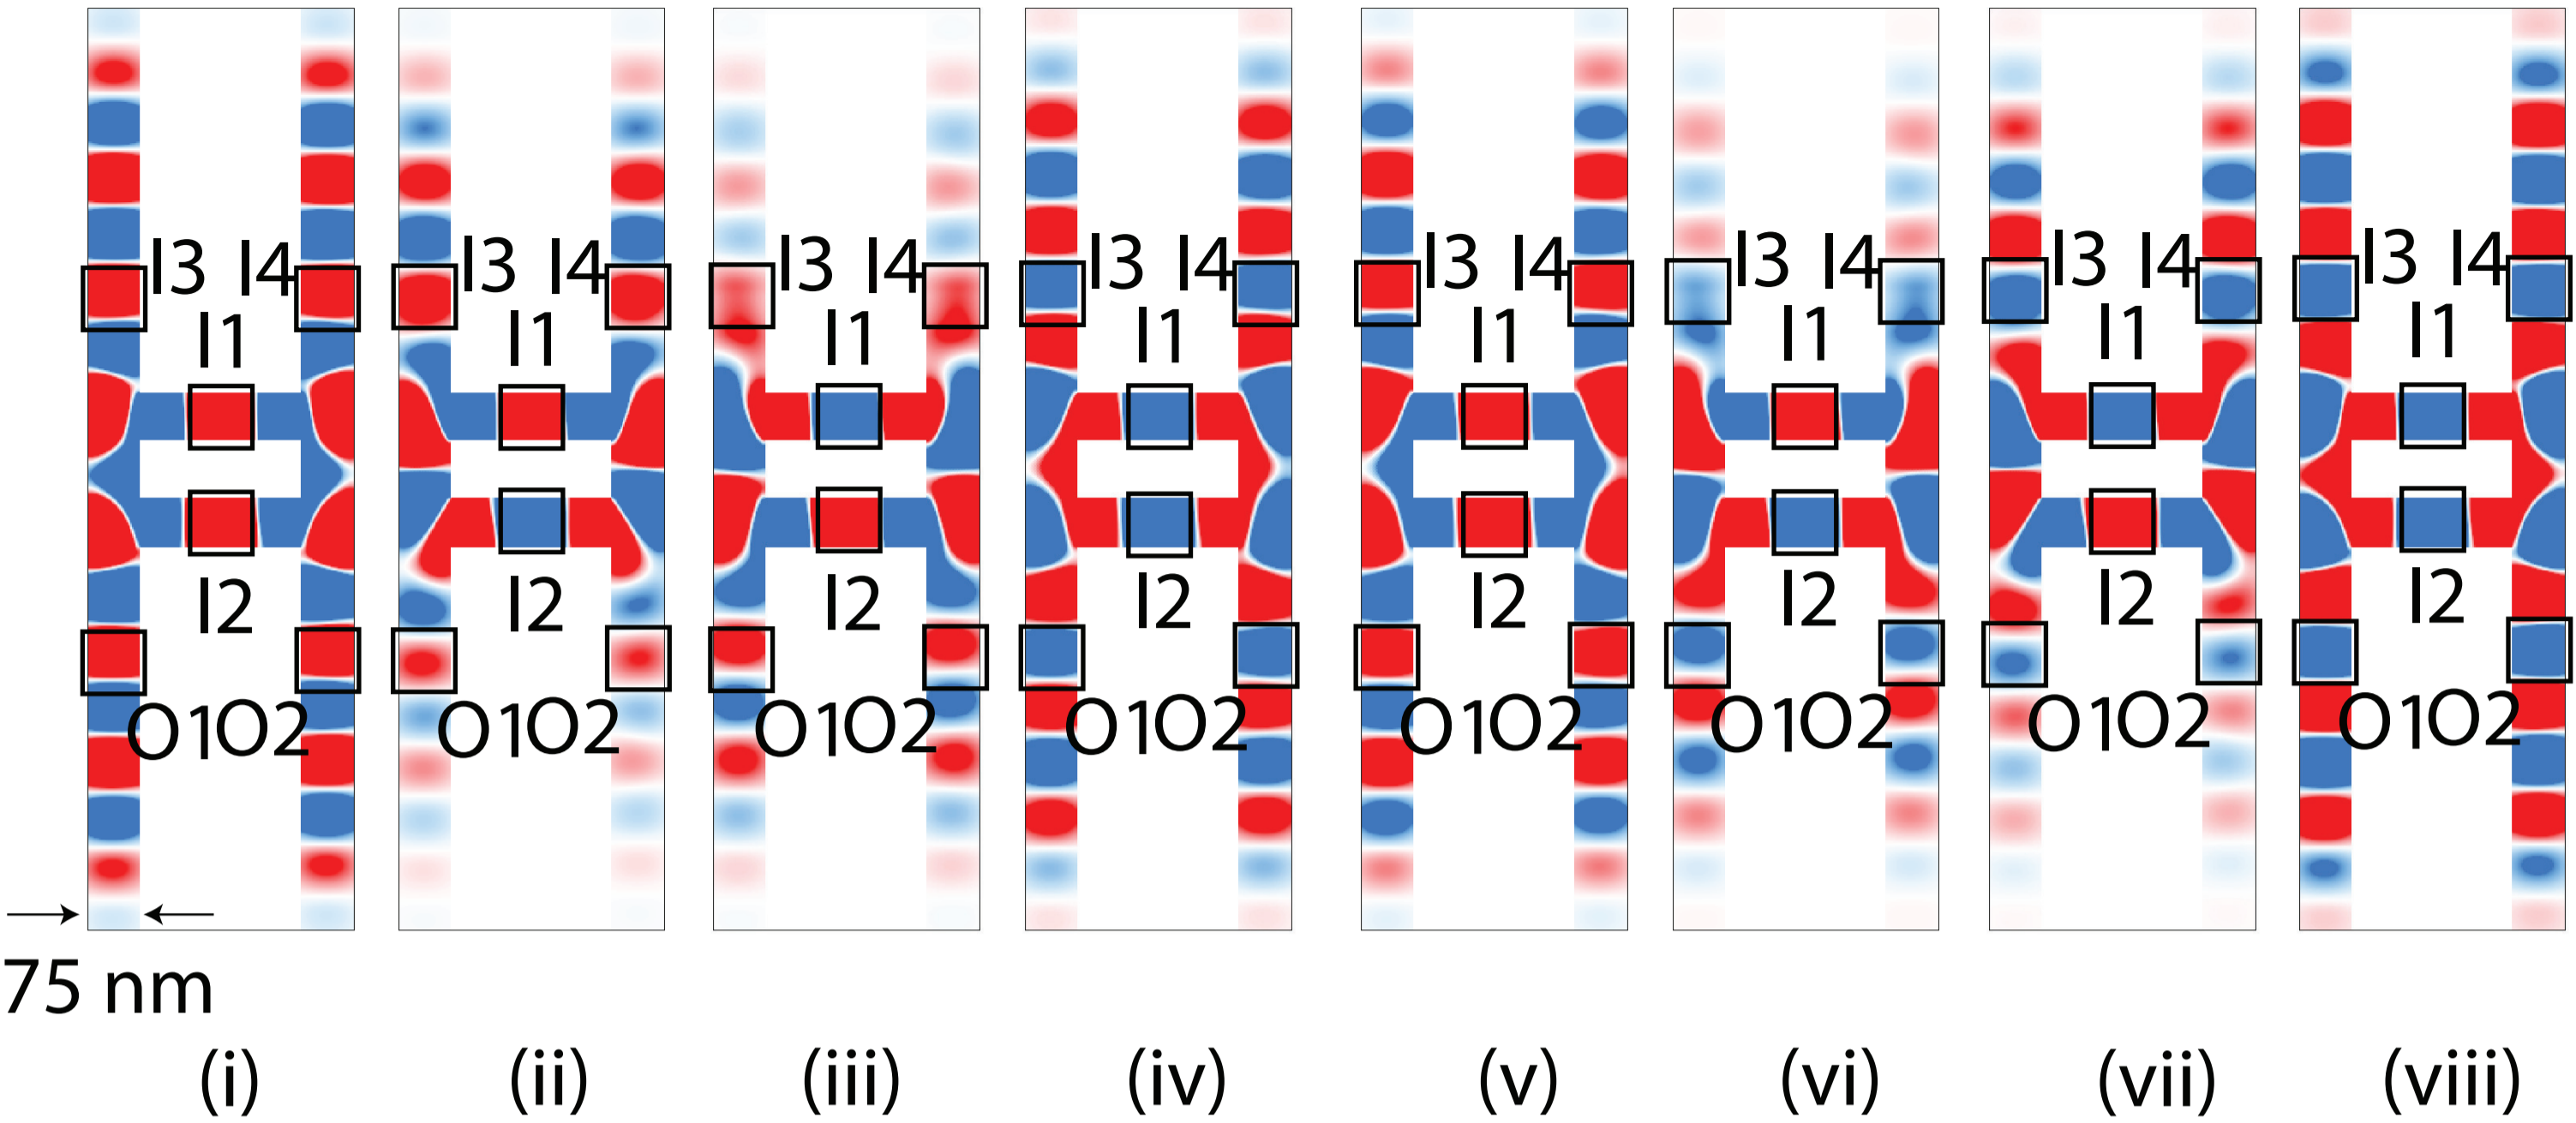 I3 I4 I3 I4 I3 I4 I3 I4 I3 I4 I3 I4 I3 I4 I3 I4
I1 I1 I1 I1 I1 I1 I1 I1
I2 I2 I2 I2 I2 I2 I2 I2
O1O2 O1O2 O1O2 O1O2 O1O2 O1O2 O1O2 O1O2
75 nm
(i) (ii) (iii) (iv) (v) (vi) (vii) (viii)